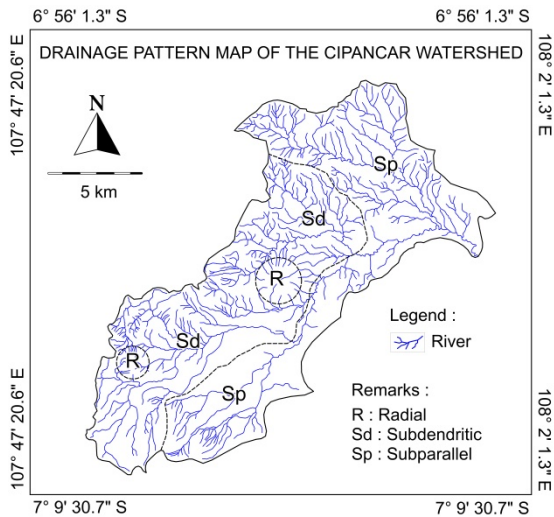 6° 56' 1.3" S
6° 56' 1.3" S
107° 47' 20.6" E
108° 2' 1.3" E
DRAINAGE PATTERN MAP OF THE CIPANCAR WATERSHED
N
5 km
Sp
Sd
R
Sd
R
Sp
Legend :
River
Remarks :
R : Radial
Sd : Subdendritic
Sp : Subparallel
107° 47' 20.6" E
108° 2' 1.3" E
7° 9' 30.7" S
7° 9' 30.7" S